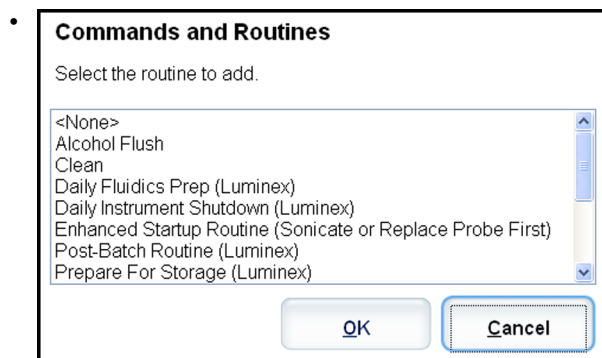 Commands and Routines
Select the routine to add.
<None>
Alcohol Flush
Clean
Daily Fluidics Prep (Luminex)
Daily Instrument Shutdown (Luminex)
Enhanced Startup Routine (Sonicate or Replace Probe First)
Post-Batch Routine (Luminex)
Prepare For Storage (Luminex)
OK
Cancel